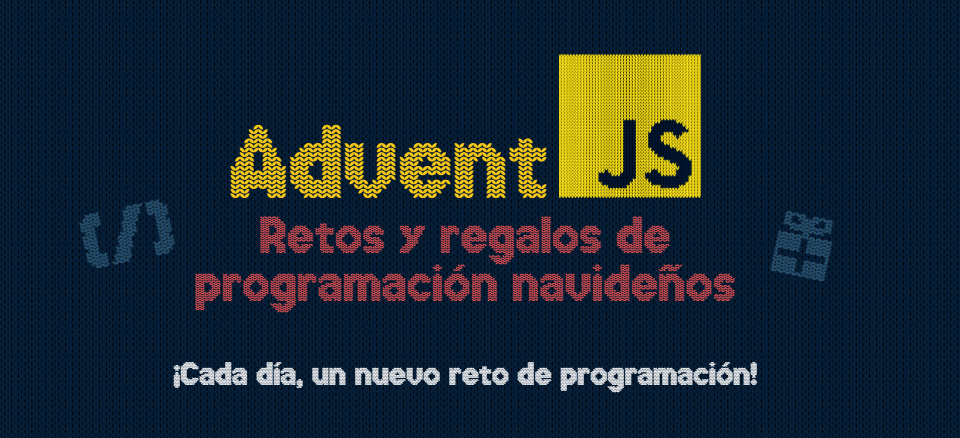 Advent JS
Retos y regalos de
programación navideños
{/}
¡Cada día, un nuevo reto de programación!